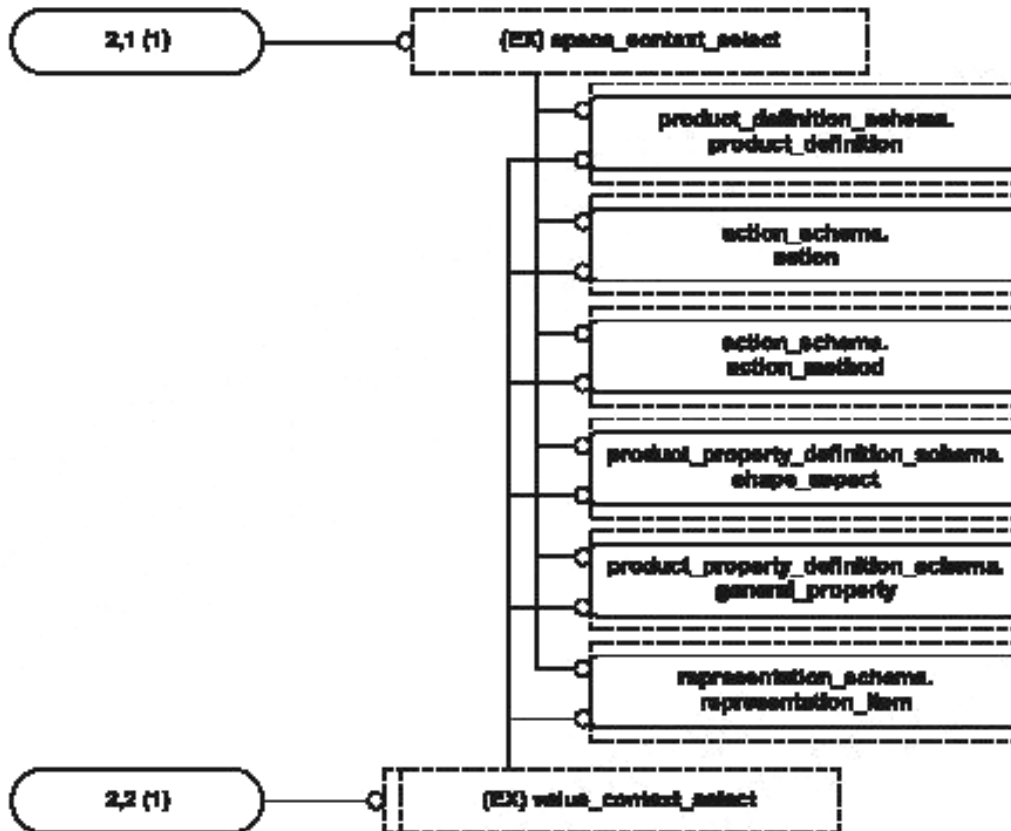 2,1 (1)
(EX) space_context_select
product_definition_schema.
product_definition
action_schema.
action
action_schema.
action_method
product_property_definition_schema.
shape_aspect
product_property_definition_schema.
general_property
representation_schema.
representation_item
2,2 (1)
(EX) value_context_select